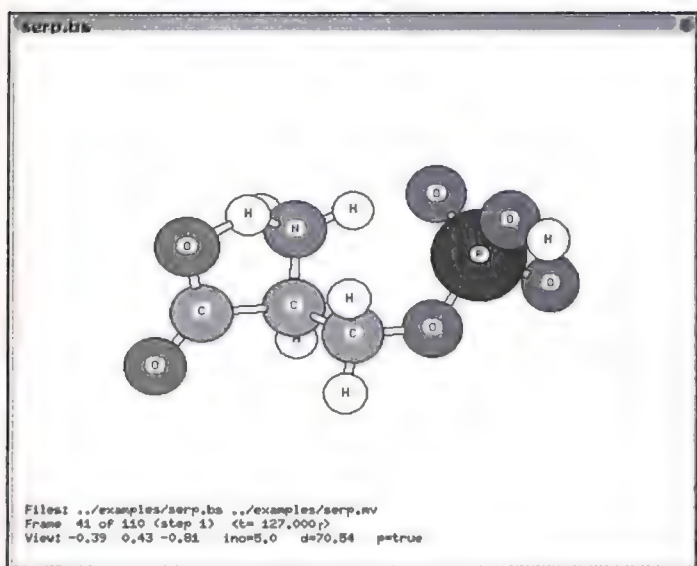 serp.bs
O
O
H
H
H
N
O
H
O
P
H
C
C
C
O
O
H
O
H
Files: ../examples/serp.bs ../examples/serp.mv
Frame 41 of 110 (step 1) <t= 127.000r>
View: -0.39 0.43 -0.81 inc=5.0 d=70.54 p=true